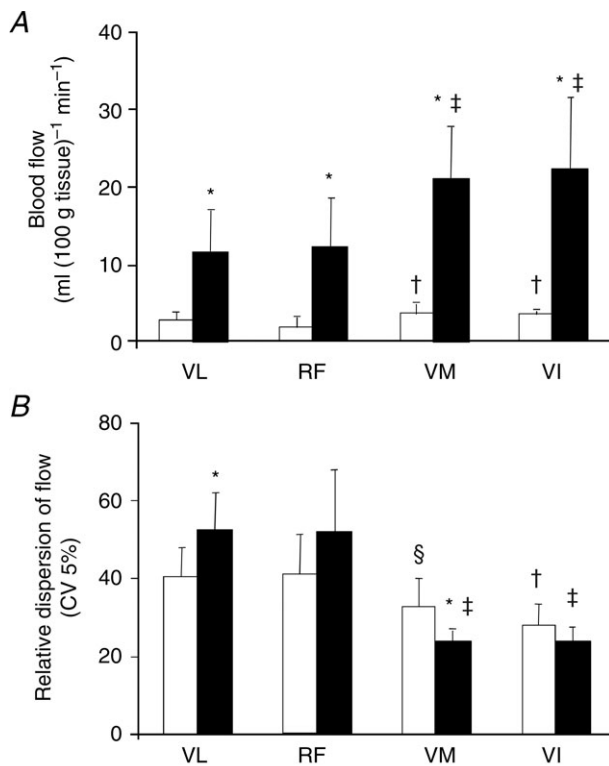 A
Blood flow
(ml (100 g tissue)⁻¹ min⁻¹)
40
30
20
10
0
*
*
* ‡
* ‡
†
†
VL RF VM VI
B
Relative dispersion of flow
(CV 5%)
80
60
40
20
0
*
§
* ‡
†
‡
VL RF VM VI